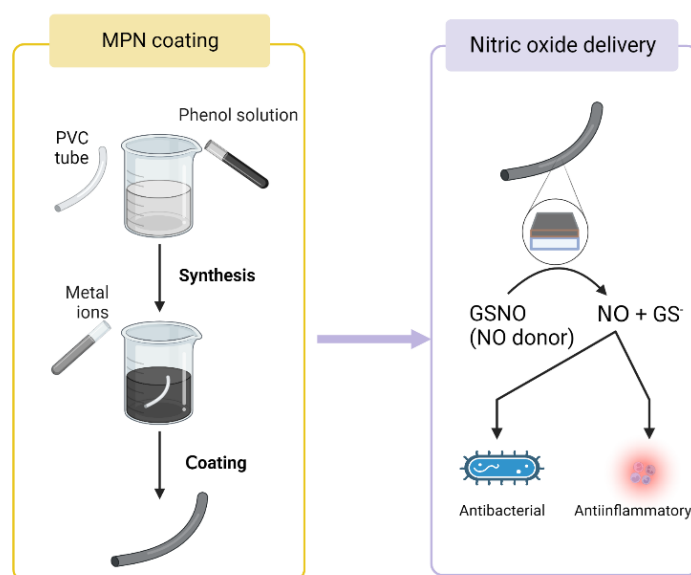 MPN coating
Phenol solution
PVC
tube
Synthesis
Metal
ions
Coating
Nitric oxide delivery
GSNO
(NO donor)
NO + GS-
Antibacterial
Antiinflammatory